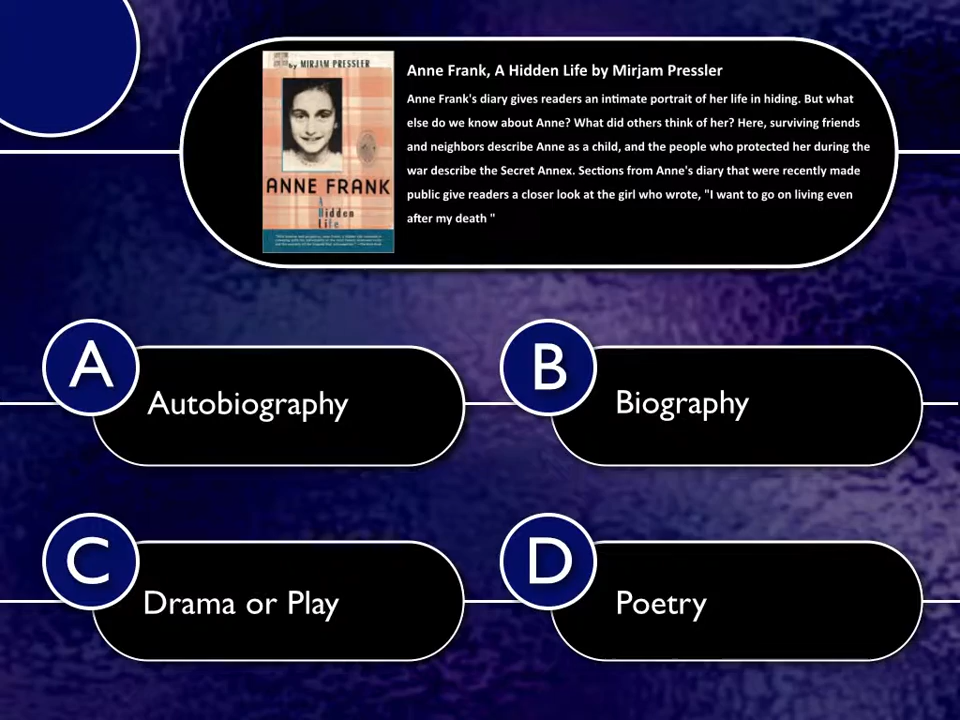 by MIRJAM PRESSLER
ANNE FRANK
A
Hidden
Life
Anne Frank, A Hidden Life by Mirjam Pressler
Anne Frank's diary gives readers an intimate portrait of her life in hiding. But what
else do we know about Anne? What did others think of her? Here, surviving friends
and neighbors describe Anne as a child, and the people who protected her during the
war describe the Secret Annex. Sections from Anne's diary that were recently made
public give readers a closer look at the girl who wrote, "I want to go on living even
after my death "
A
Autobiography
B
Biography
C
Drama or Play
D
Poetry